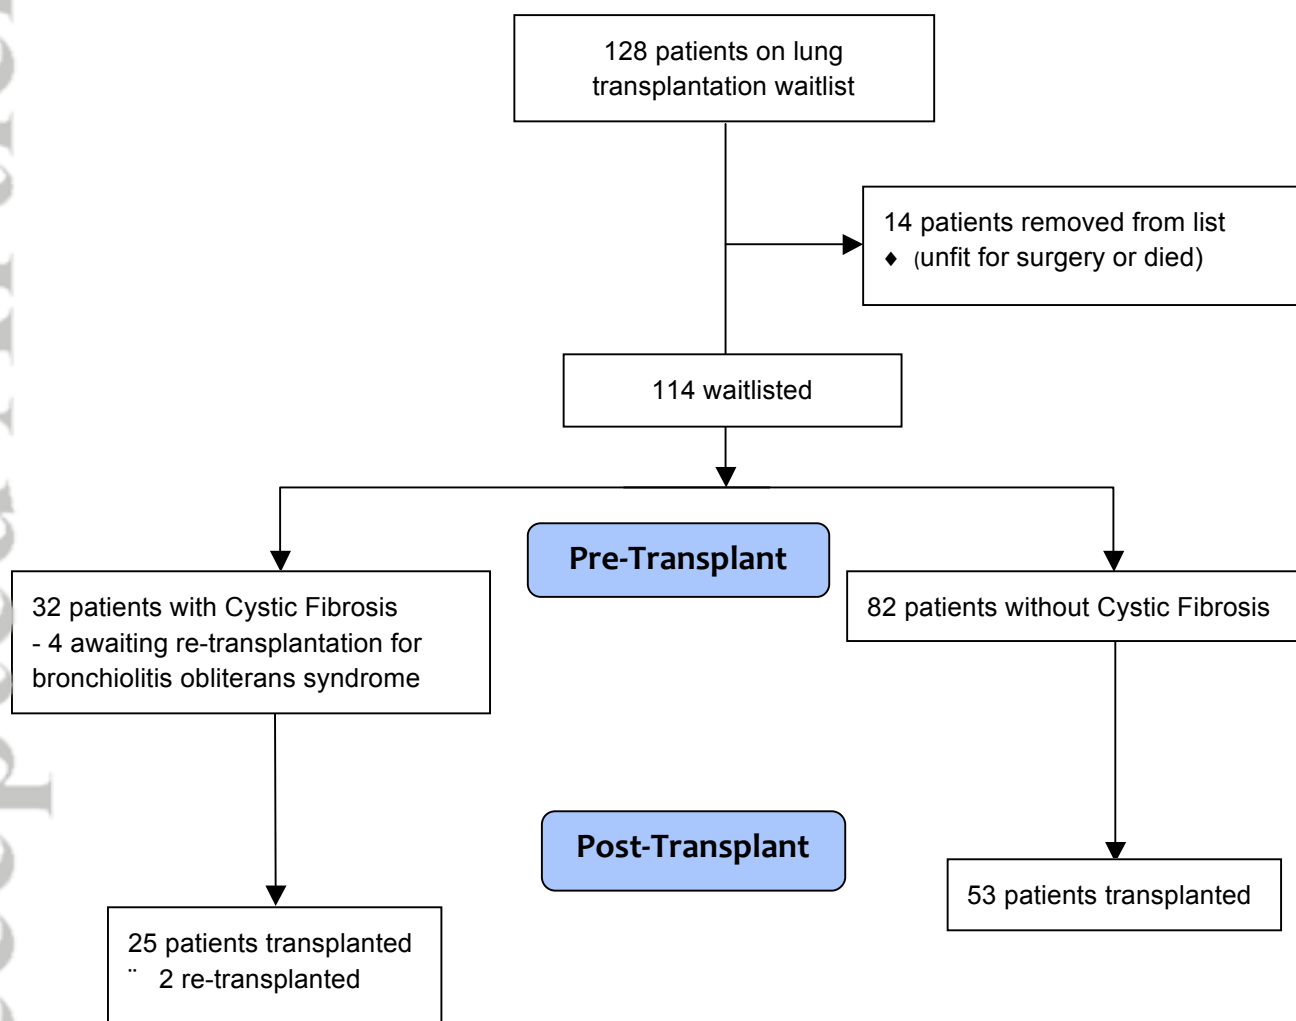 128 patients on lung
transplantation waitlist
14 patients removed from list
♦ (unfit for surgery or died)
114 waitlisted
Pre-Transplant
32 patients with Cystic Fibrosis
- 4 awaiting re-transplantation for
bronchiolitis obliterans syndrome
82 patients without Cystic Fibrosis
Post-Transplant
53 patients transplanted
25 patients transplanted
¨ 2 re-transplanted